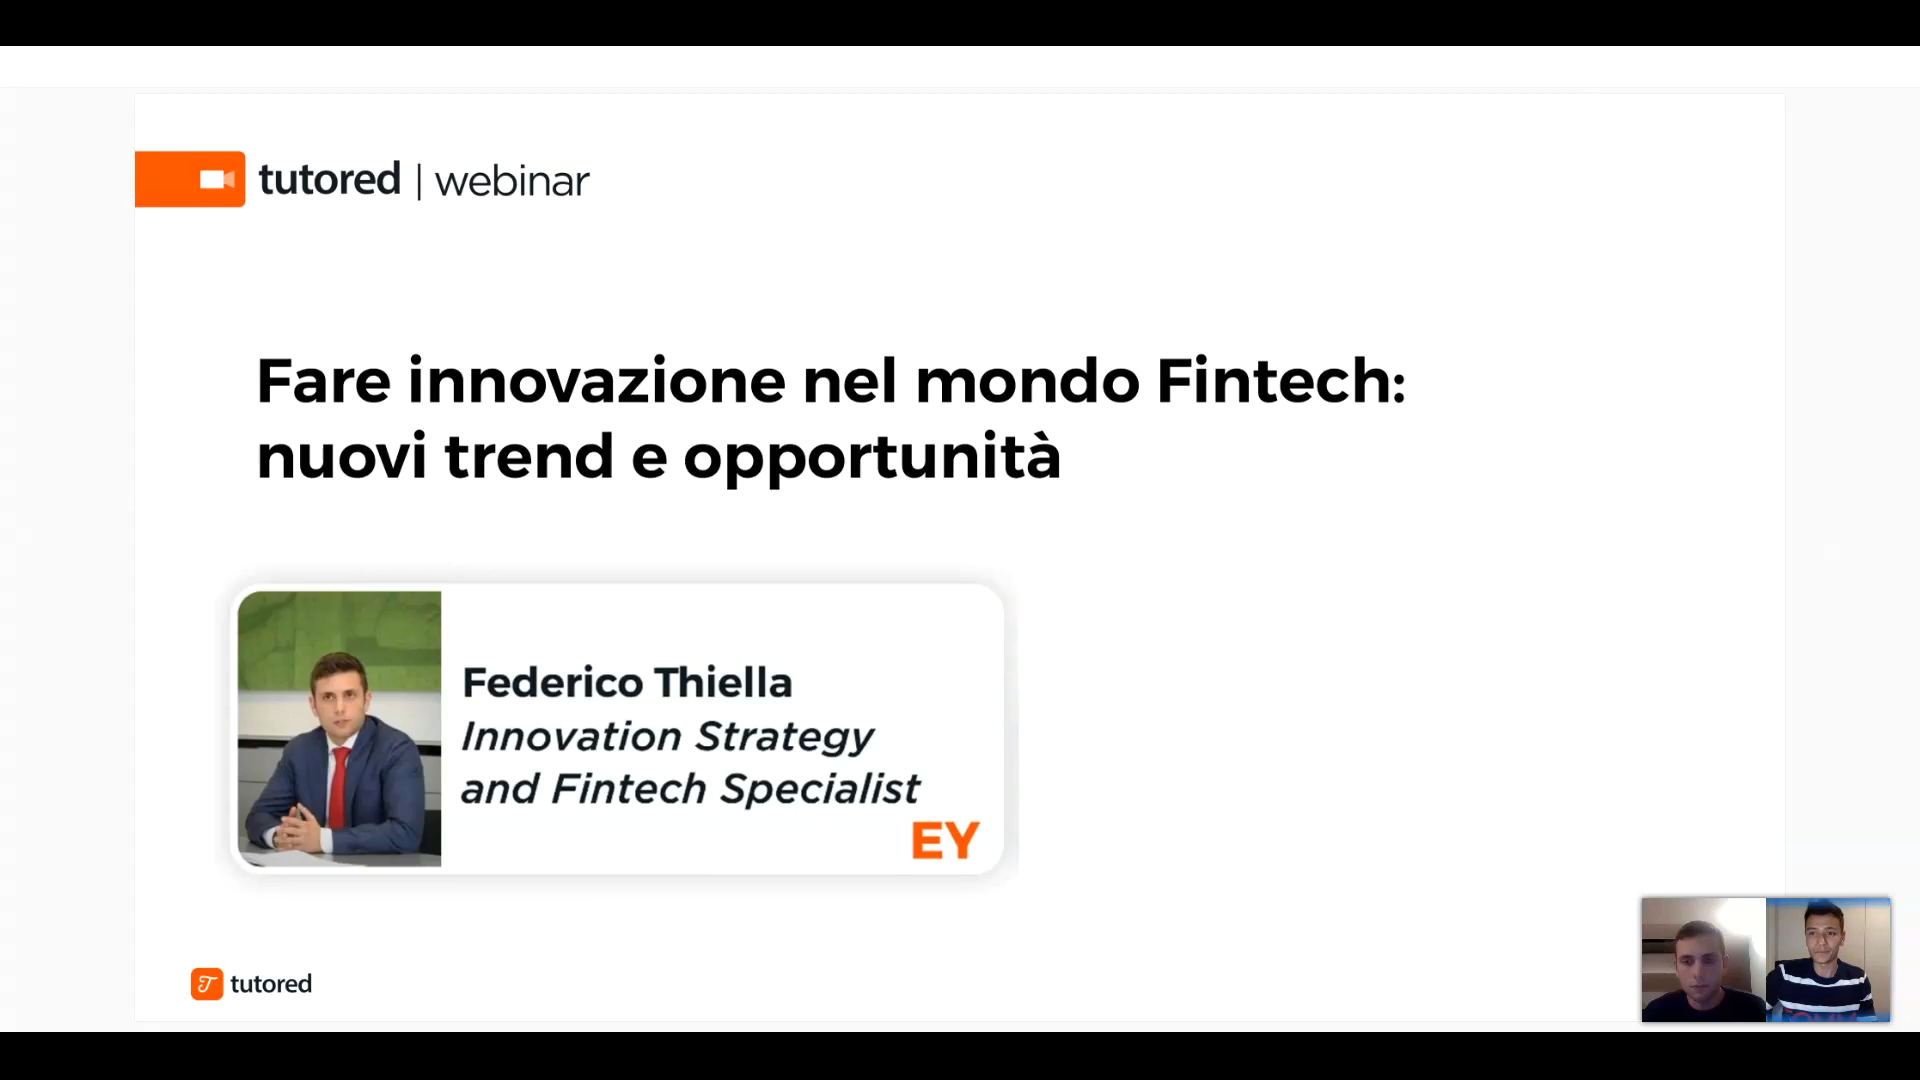 tutored | webinar
Fare innovazione nel mondo Fintech:
nuovi trend e opportunità
Federico Thiella
Innovation Strategy
and Fintech Specialist
EY
tutored